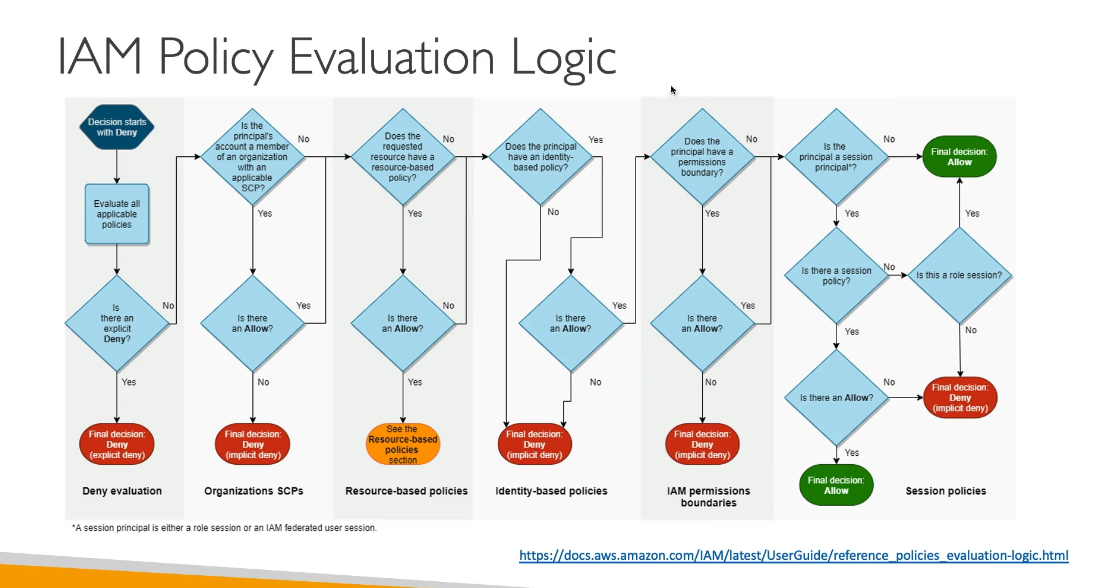 IAM Policy Evaluation Logic
Decision starts
with Deny
Evaluate all
applicable
policies
Is
there an
explicit
Deny?
No
Yes
Final decision:
Deny
(explicit deny)
Deny evaluation
Is the
principal's
account a member
of an organization
with an
applicable
SCP?
No
Yes
Is there
an Allow?
Yes
No
Final decision:
Deny
(implicit deny)
Organizations SCPs
Does the
requested
resource have a
resource-based
policy?
No
Yes
Is there
an Allow?
No
Yes
See the
Resource-based
policies
section
Resource-based policies
Does the principal
have an identity-
based policy?
Yes
No
Is there
an Allow?
Yes
No
Final decision:
Deny
(implicit deny)
Identity-based policies
Does the
principal have a
permissions
boundary?
No
Yes
Is there
an Allow?
Yes
No
Final decision:
Deny
(implicit deny)
IAM permissions
boundaries
Is the
principal a session
principal*?
No
Final decision:
Allow
Yes
Yes
Is there a session
policy?
No
Is this a role session?
Yes
No
Is there an Allow?
No
Final decision:
Deny
(implicit deny)
Yes
Final decision:
Allow
Session policies
*A session principal is either a role session or an IAM federated user session.
https://docs.aws.amazon.com/IAM/latest/UserGuide/reference_policies_evaluation-logic.html